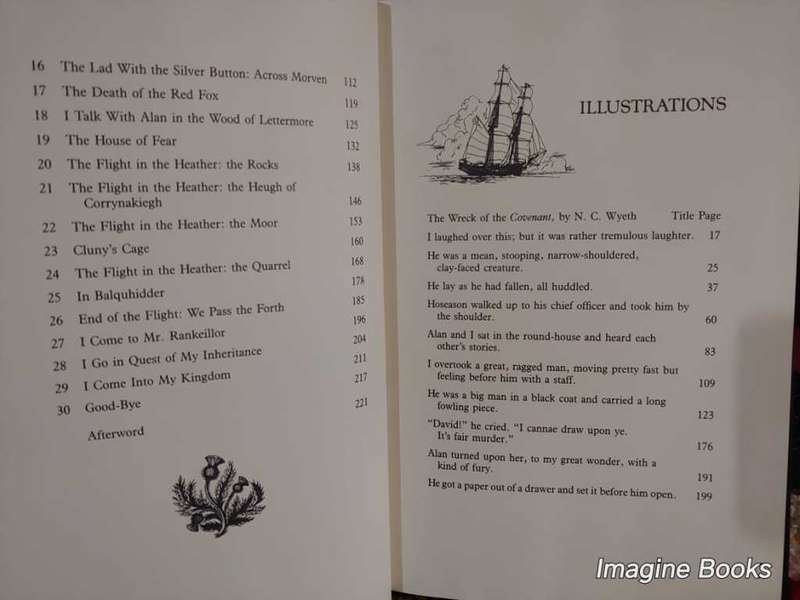 16 The Lad With the Silver Button: Across Morven 112
17 The Death of the Red Fox 119
18 I Talk With Alan in the Wood of Lettermore 125
19 The House of Fear 132
20 The Flight in the Heather: the Rocks 138
21 The Flight in the Heather: the Heugh of
Corrynakiegh 146
22 The Flight in the Heather: the Moor 153
23 Cluny's Cage 160
24 The Flight in the Heather: the Quarrel 168
25 In Balquhidder 178
26 End of the Flight: We Pass the Forth 185
27 I Come to Mr. Rankeillor 196
28 I Go in Quest of My Inheritance 204
29 I Come Into My Kingdom 211
30 Good-Bye 217
Afterword 221
ILLUSTRATIONS
The Wreck of the Covenant, by N. C. Wyeth Title Page
I laughed over this; but it was rather tremulous laughter. 17
He was a mean, stooping, narrow-shouldered,
clay-faced creature. 25
He lay as he had fallen, all huddled. 37
Hoseason walked up to his chief officer and took him by
the shoulder. 60
Alan and I sat in the round-house and heard each
other's stories. 83
I overtook a great, ragged man, moving pretty fast but
feeling before him with a staff. 109
He was a big man in a black coat and carried a long
fowling piece. 123
"David!" he cried. "I cannae draw upon ye.
It's fair murder." 176
Alan turned upon her, to my great wonder, with a
kind of fury. 191
He got a paper out of a drawer and set it before him open. 199
Imagine Books